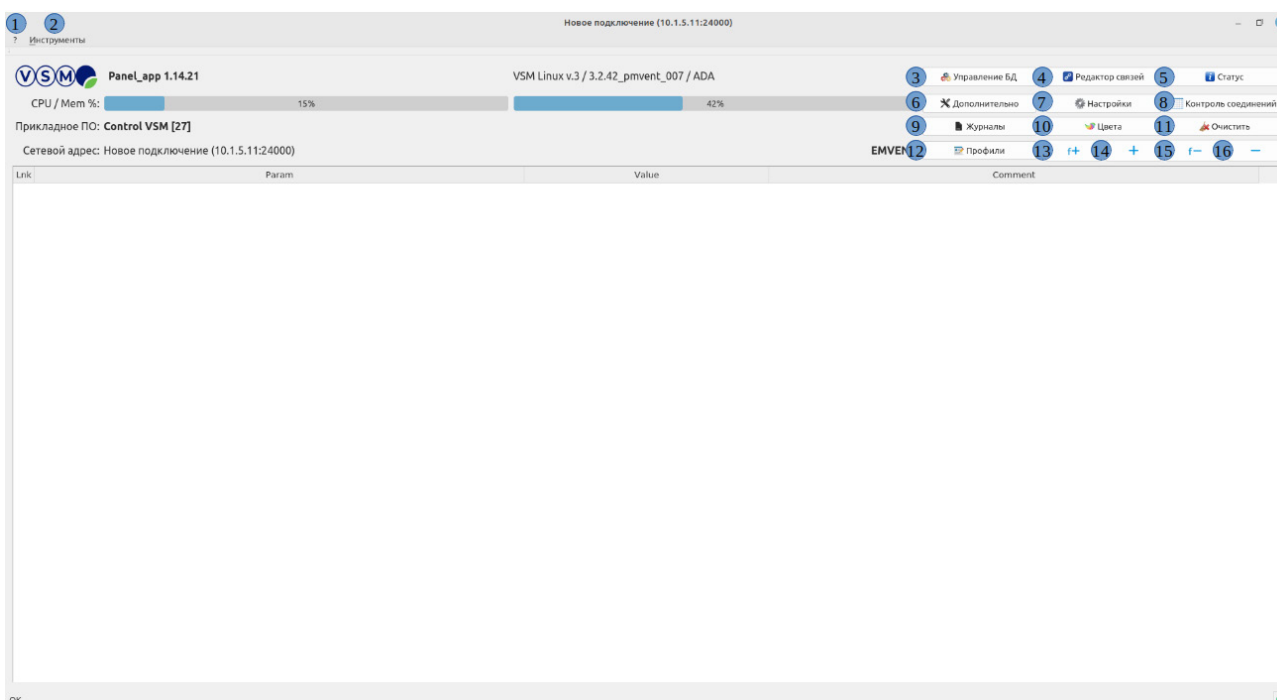 Новое подключение (10.1.5.11:24000)
1 2
? Инструменты
VSM Panel_app 1.14.21 VSM Linux v.3 / 3.2.42_pmvent_007 / ADA 3 Управление БД 4 Редактор связей 5 Статус
CPU / Mem %: 15% 42% 6 Дополнительно 7 Настройки 8 Контроль соединений
Прикладное ПО: Control VSM [27] 9 Журналы 10 Цвета 11 Очистить
Сетевой адрес: Новое подключение (10.1.5.11:24000) 12 Профили 13 f+ 14 + 15 f− 16 −
Lnk Param Value Comment
OK